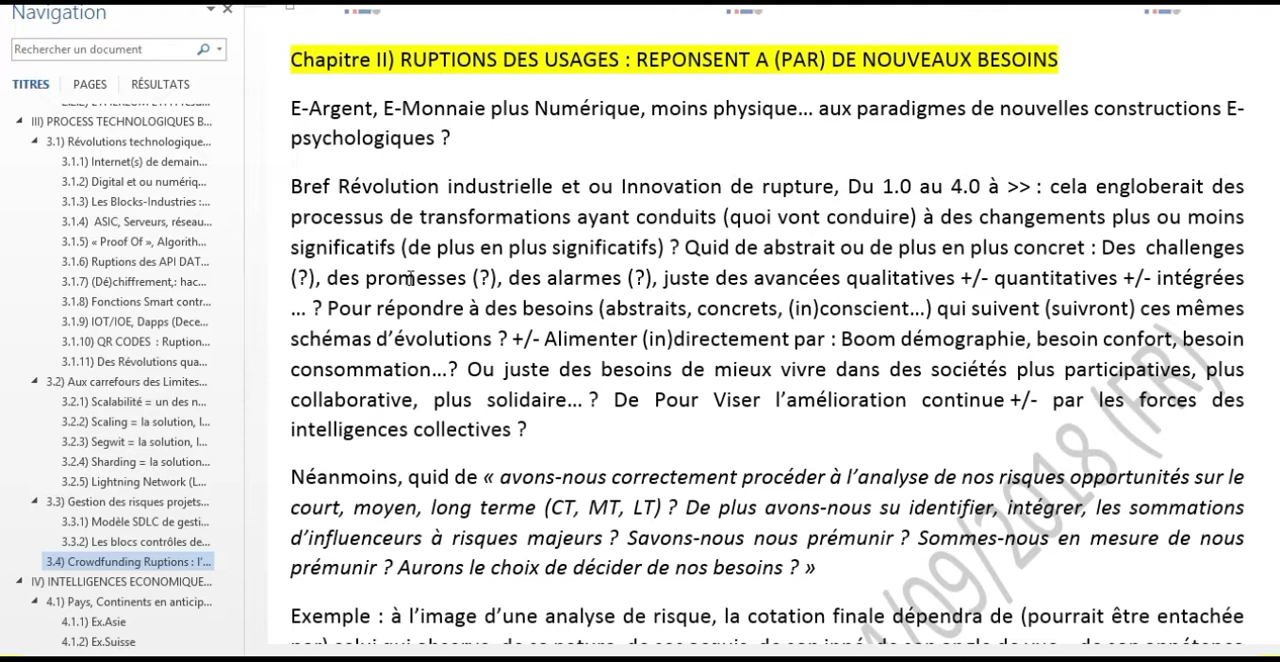 Navigation
Rechercher un document
TITRES PAGES RÉSULTATS
III) PROCESS TECHNOLOGIQUES B...
3.1) Révolutions technologique...
3.1.1) Internet(s) de demain...
3.1.2) Digital et ou numériq...
3.1.3) Les Blocks-Industries :...
3.1.4) ASIC, Serveurs, réseau...
3.1.5) « Proof Of », Algorith...
3.1.6) Ruptions des API DAT...
3.1.7) (Dé)chiffrement,: hac...
3.1.8) Fonctions Smart contr...
3.1.9) IOT/IOE, Dapps (Dece...
3.1.10) QR CODES : Ruption...
3.1.11) Des Révolutions qua...
3.2) Aux carrefours des Limites...
3.2.1) Scalabilité = un des n...
3.2.2) Scaling = la solution, l...
3.2.3) Segwit = la solution, l...
3.2.4) Sharding = la solution...
3.2.5) Lightning Network (L...
3.3) Gestion des risques projets...
3.3.1) Modèle SDLC de gesti...
3.3.2) Les blocs contrôles de...
3.4) Crowdfunding Ruptions : l'...
IV) INTELLIGENCES ECONOMIQUE...
4.1) Pays, Continents en anticip...
4.1.1) Ex.Asie
4.1.2) Ex.Suisse
Chapitre II) RUPTIONS DES USAGES : REPONSENT A (PAR) DE NOUVEAUX BESOINS
E-Argent, E-Monnaie plus Numérique, moins physique... aux paradigmes de nouvelles constructions E-
psychologiques ?
Bref Révolution industrielle et ou Innovation de rupture, Du 1.0 au 4.0 à >> : cela engloberait des
processus de transformations ayant conduits (quoi vont conduire) à des changements plus ou moins
significatifs (de plus en plus significatifs) ? Quid de abstrait ou de plus en plus concret : Des challenges
(?), des promesses (?), des alarmes (?), juste des avancées qualitatives +/- quantitatives +/- intégrées
... ? Pour répondre à des besoins (abstraits, concrets, (in)conscient...) qui suivent (suivront) ces mêmes
schémas d'évolutions ? +/- Alimenter (in)directement par : Boom démographie, besoin confort, besoin
consommation...? Ou juste des besoins de mieux vivre dans des sociétés plus participatives, plus
collaborative, plus solidaire... ? De Pour Viser l'amélioration continue +/- par les forces des
intelligences collectives ?
Néanmoins, quid de « avons-nous correctement procéder à l'analyse de nos risques opportunités sur le
court, moyen, long terme (CT, MT, LT) ? De plus avons-nous su identifier, intégrer, les sommations
d'influenceurs à risques majeurs ? Savons-nous nous prémunir ? Sommes-nous en mesure de nous
prémunir ? Aurons le choix de décider de nos besoins ? »
Exemple : à l'image d'une analyse de risque, la cotation finale dépendra de (pourrait être entachée
/09/2018 (FR)